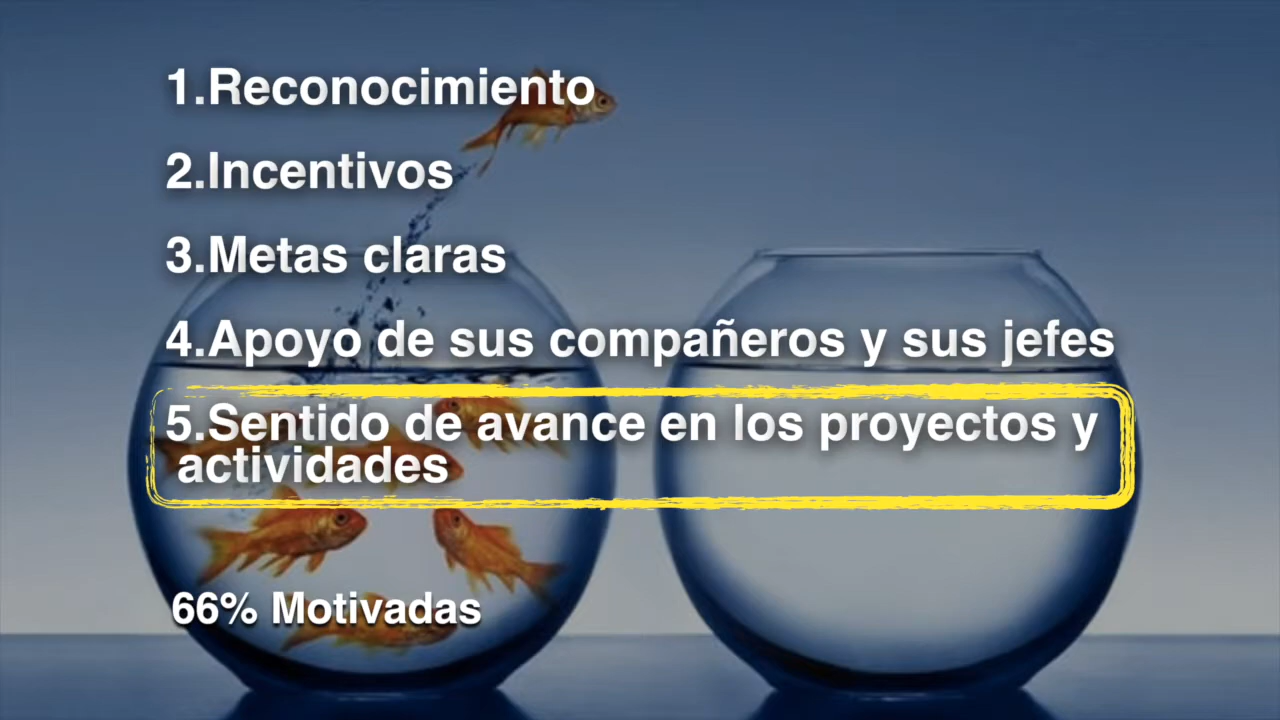 1.Reconocimiento
2.Incentivos
3.Metas claras
4.Apoyo de sus compañeros y sus jefes
5.Sentido de avance en los proyectos y
actividades
66% Motivadas